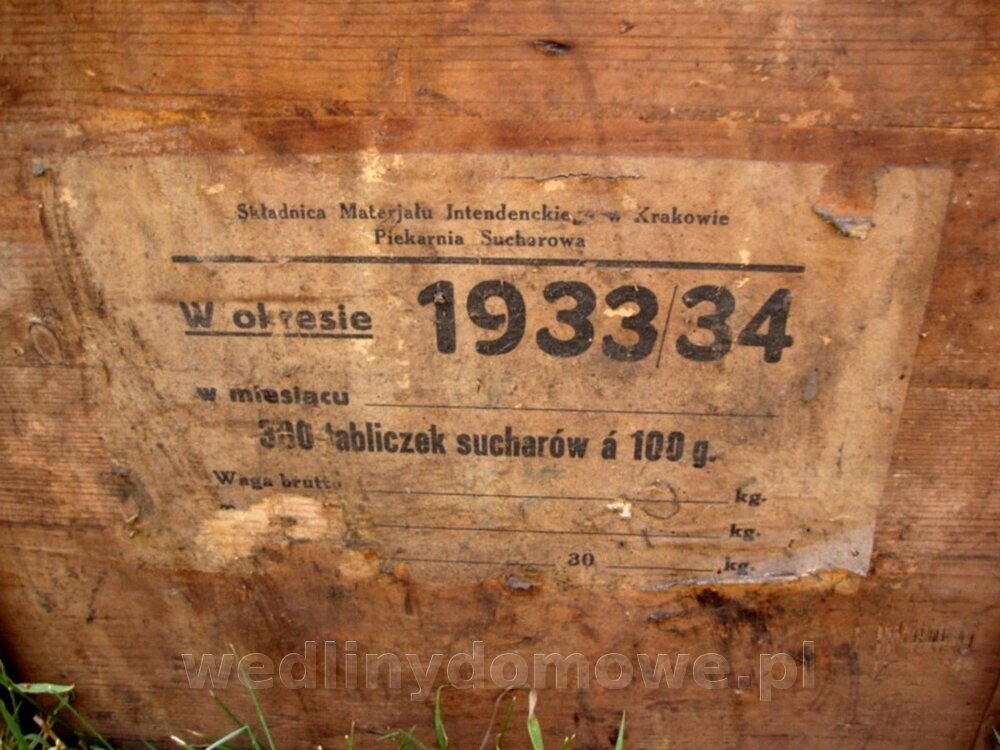 Składnica Materjału Intendenckiego w Krakowie
Piekarnia Sucharowa
W okresie 1933/34
w miesiącu
300 tabliczek sucharów á 100 g.
Waga brutto kg.
kg.
30 kg.
wedlinydomowe.pl